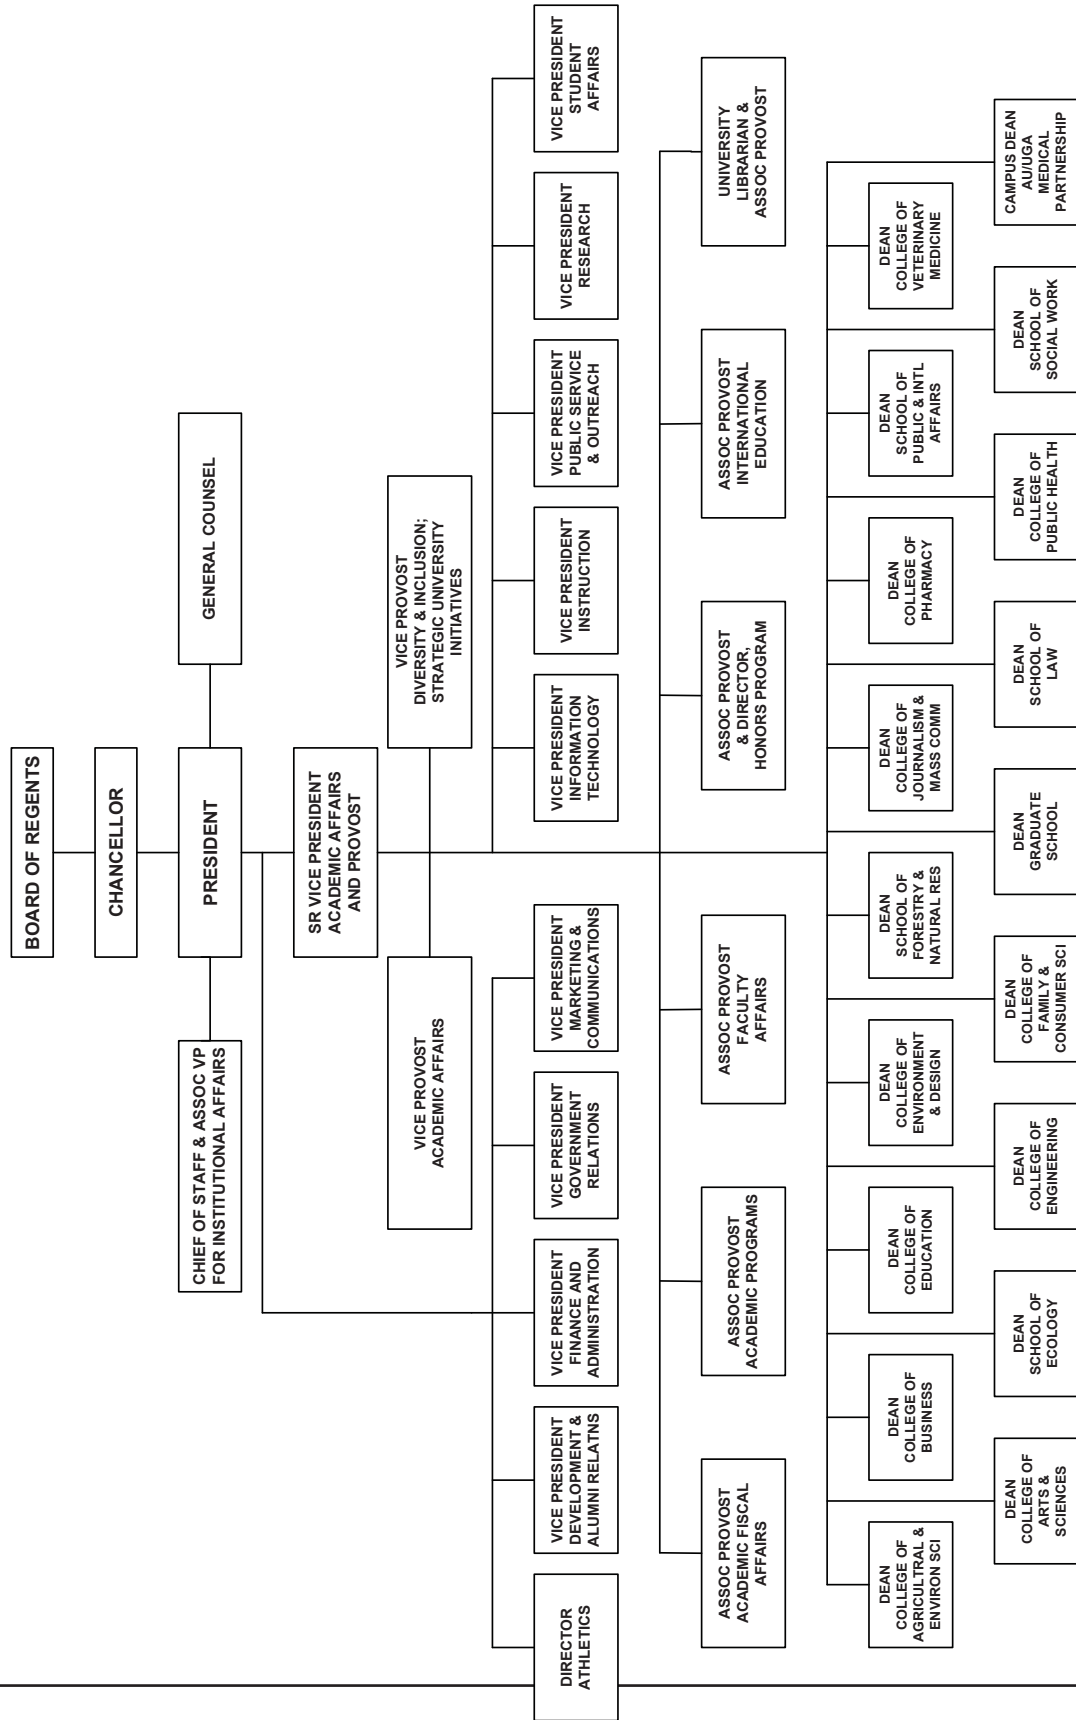 BOARD OF REGENTS
CHANCELLOR
CHIEF OF STAFF & ASSOC VP
FOR INSTITUTIONAL AFFAIRS
PRESIDENT
GENERAL COUNSEL
SR VICE PRESIDENT
ACADEMIC AFFAIRS
AND PROVOST
VICE PROVOST
ACADEMIC AFFAIRS
VICE PROVOST
DIVERSITY & INCLUSION;
STRATEGIC UNIVERSITY
INITIATIVES
DIRECTOR
ATHLETICS
VICE PRESIDENT
DEVELOPMENT &
ALUMNI RELATNS
VICE PRESIDENT
FINANCE AND
ADMINISTRATION
VICE PRESIDENT
GOVERNMENT
RELATIONS
VICE PRESIDENT
MARKETING &
COMMUNICATIONS
VICE PRESIDENT
INFORMATION
TECHNOLOGY
VICE PRESIDENT
INSTRUCTION
VICE PRESIDENT
PUBLIC SERVICE
& OUTREACH
VICE PRESIDENT
RESEARCH
VICE PRESIDENT
STUDENT
AFFAIRS
ASSOC PROVOST
ACADEMIC FISCAL
AFFAIRS
ASSOC PROVOST
ACADEMIC PROGRAMS
ASSOC PROVOST
FACULTY
AFFAIRS
ASSOC PROVOST
& DIRECTOR,
HONORS PROGRAM
ASSOC PROVOST
INTERNATIONAL
EDUCATION
UNIVERSITY
LIBRARIAN &
ASSOC PROVOST
DEAN
COLLEGE OF
AGRICULTRAL &
ENVIRON SCI
DEAN
COLLEGE OF
BUSINESS
DEAN
COLLEGE OF
EDUCATION
DEAN
COLLEGE OF
ENVIRONMENT
& DESIGN
DEAN
SCHOOL OF
FORESTRY &
NATURAL RES
DEAN
COLLEGE OF
JOURNALISM &
MASS COMM
DEAN
COLLEGE OF
PHARMACY
DEAN
SCHOOL OF
PUBLIC & INTL
AFFAIRS
DEAN
COLLEGE OF
VETERINARY
MEDICINE
DEAN
COLLEGE OF
ARTS &
SCIENCES
DEAN
SCHOOL OF
ECOLOGY
DEAN
COLLEGE OF
ENGINEERING
DEAN
COLLEGE OF
FAMILY &
CONSUMER SCI
DEAN
GRADUATE
SCHOOL
DEAN
SCHOOL OF
LAW
DEAN
COLLEGE OF
PUBLIC HEALTH
DEAN
SCHOOL OF
SOCIAL WORK
CAMPUS DEAN
AU/UGA
MEDICAL
PARTNERSHIP